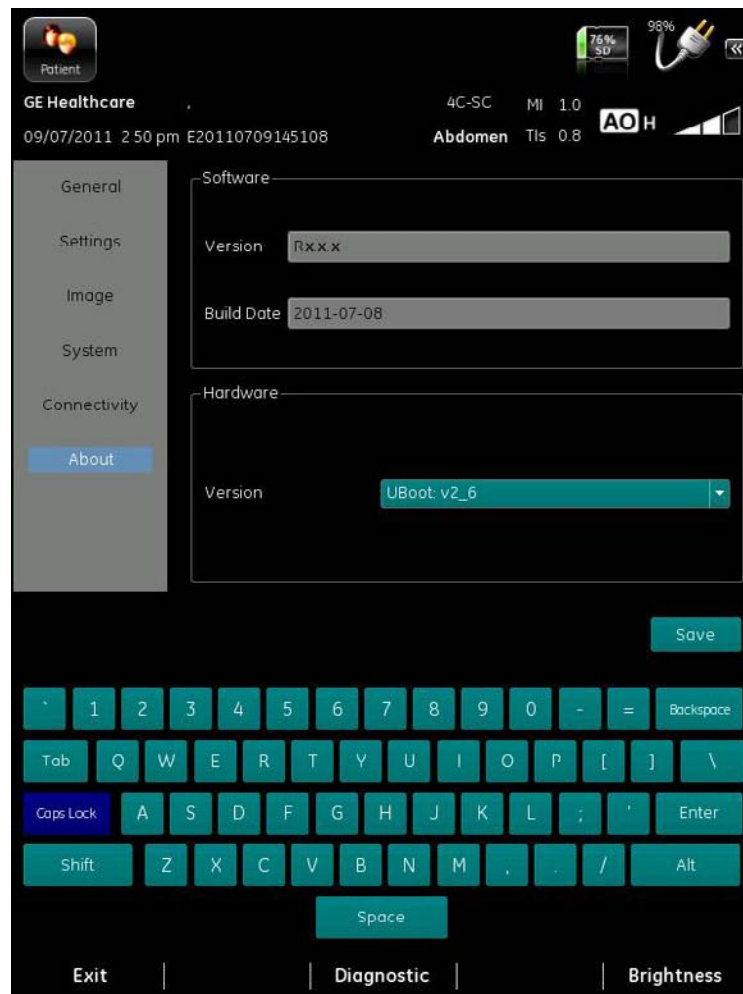 98%
76%
SD
Patient
GE Healthcare , 4C-SC MI 1.0
AO H
09/07/2011 2 50 pm E20110709145108 Abdomen TIs 0.8
General
Settings
Image
System
Connectivity
About
Software
Version Rx.x.x
Build Date 2011-07-08
Hardware
Version UBoot: v2_6
Save
` 1 2 3 4 5 6 7 8 9 0 - = Backspace
Tab Q W E R T Y U I O P [ ] \
Caps Lock A S D F G H J K L ; ' Enter
Shift Z X C V B N M , . / Alt
Space
Exit Diagnostic Brightness